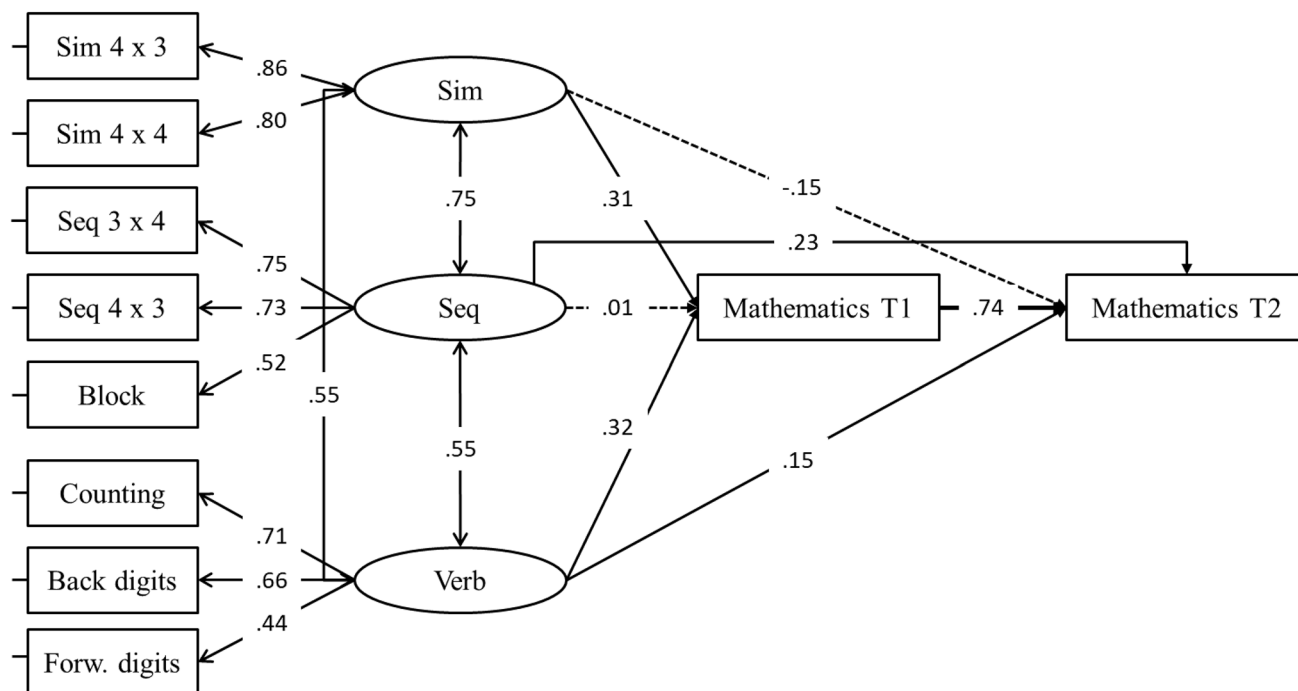 Sim 4 x 3
Sim 4 x 4
Seq 3 x 4
Seq 4 x 3
Block
Counting
Back digits
Forw. digits
.86
.80
.75
.73
.52
.55
.71
.66
.44
Sim
.75
Seq
.55
Verb
.31
.01
.32
-.15
.23
.15
Mathematics T1
.74
Mathematics T2